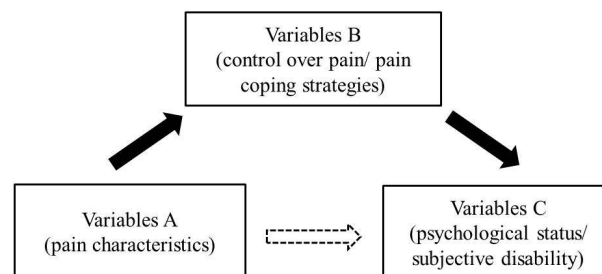 Variables B
(control over pain/ pain
coping strategies)
Variables A
(pain characteristics)
Variables C
(psychological status/
subjective disability)